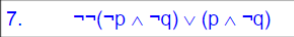 7. ¬¬(¬p ∧ ¬q) ∨ (p ∧ ¬q)